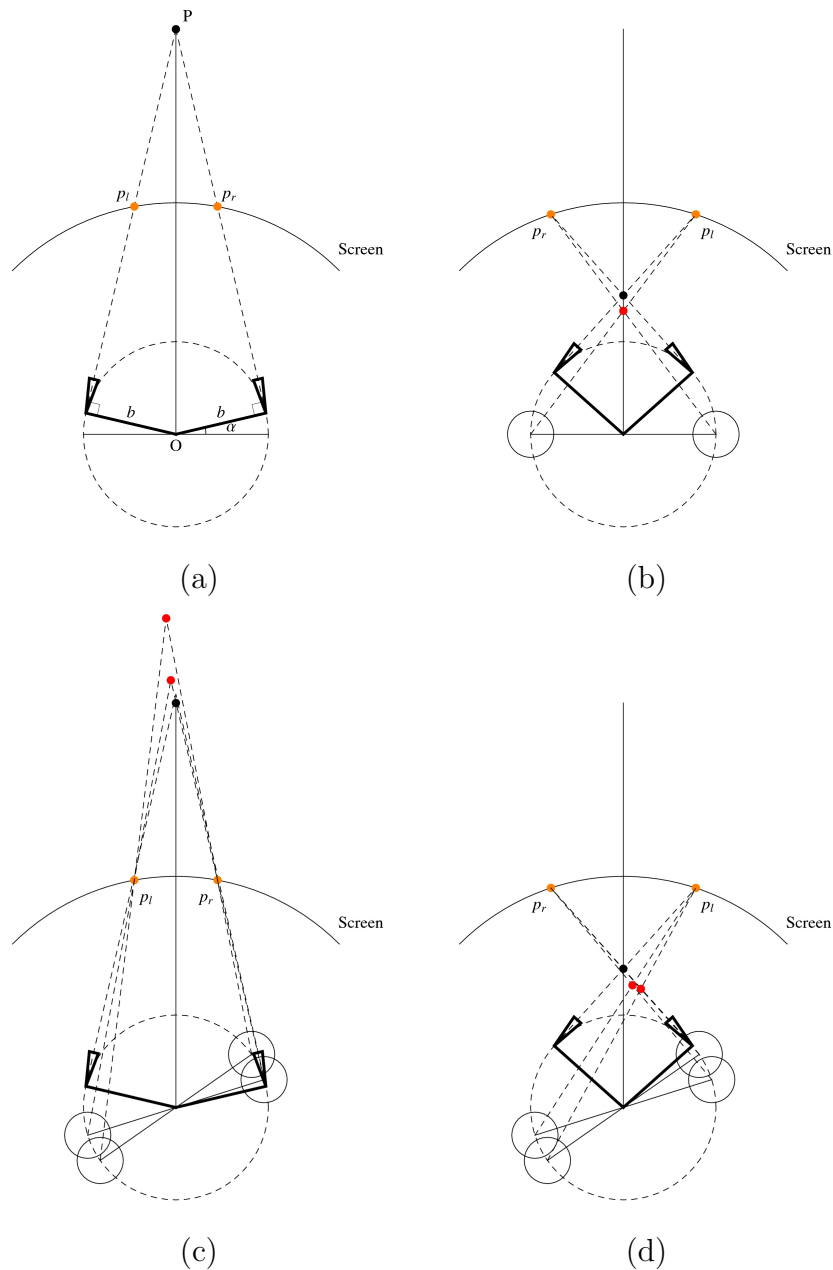 P
p_l p_r
Screen
b b
α
O
(a)
p_r p_l
Screen
(b)
p_l p_r
Screen
(c)
p_r p_l
Screen
(d)